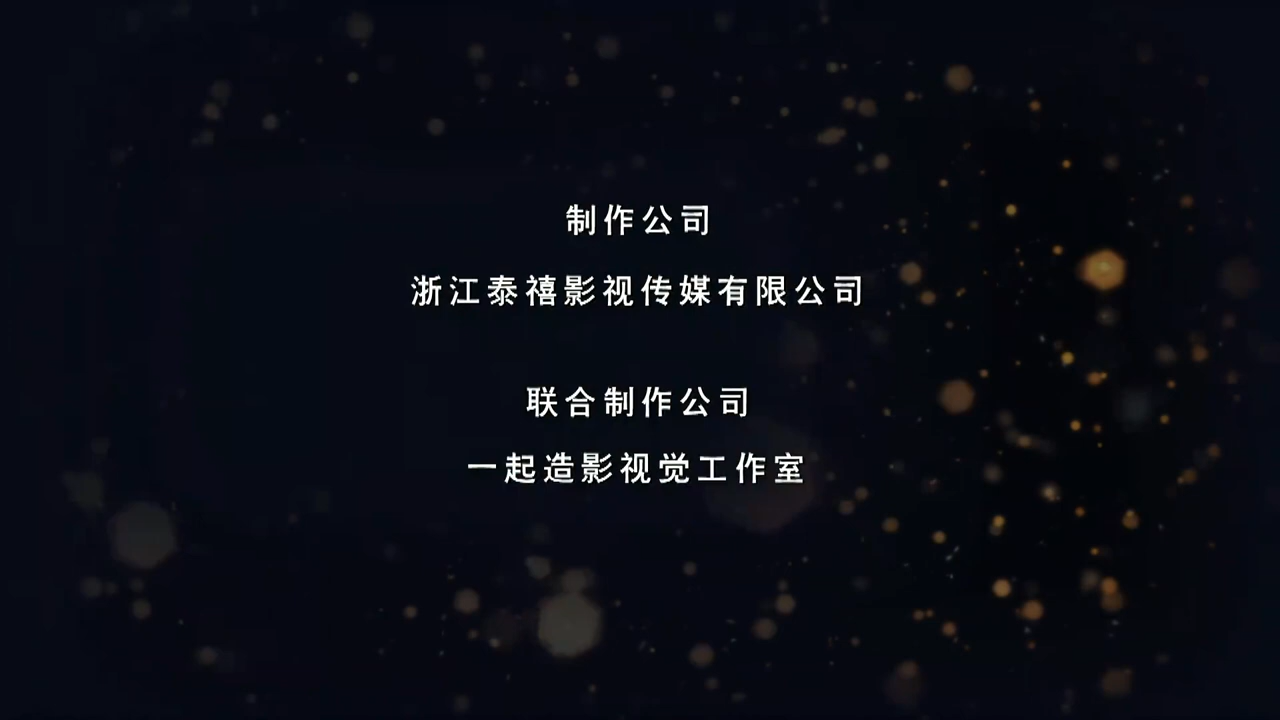 制作公司
浙江泰禧影视传媒有限公司
联合制作公司
一起造影视觉工作室